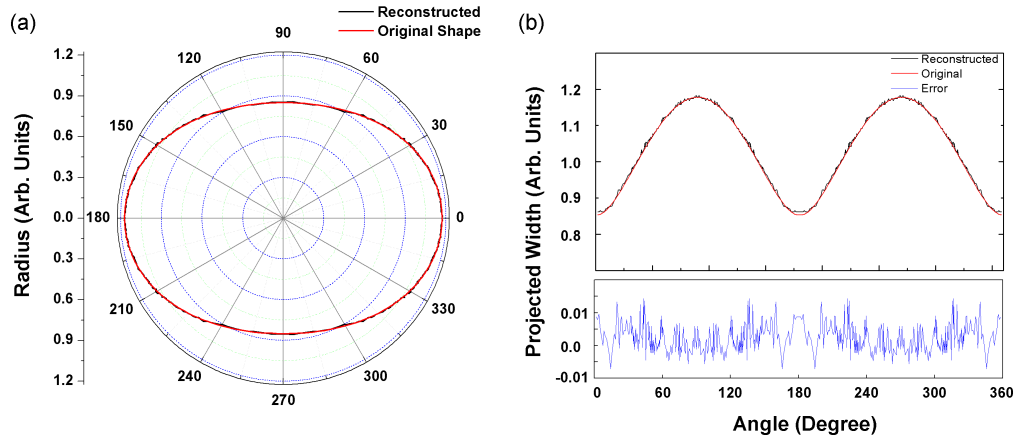 (a)
Reconstructed
Original Shape
Radius (Arb. Units)
1.2
0.9
0.6
0.3
0.0
0.3
0.6
0.9
1.2
90
60
30
0
330
300
270
240
210
180
150
120
(b)
Reconstructed
Original
Error
Projected Width (Arb. Units)
1.2
1.1
1.0
0.9
0.8
0.01
0.0
-0.01
0 60 120 180 240 300 360
Angle (Degree)